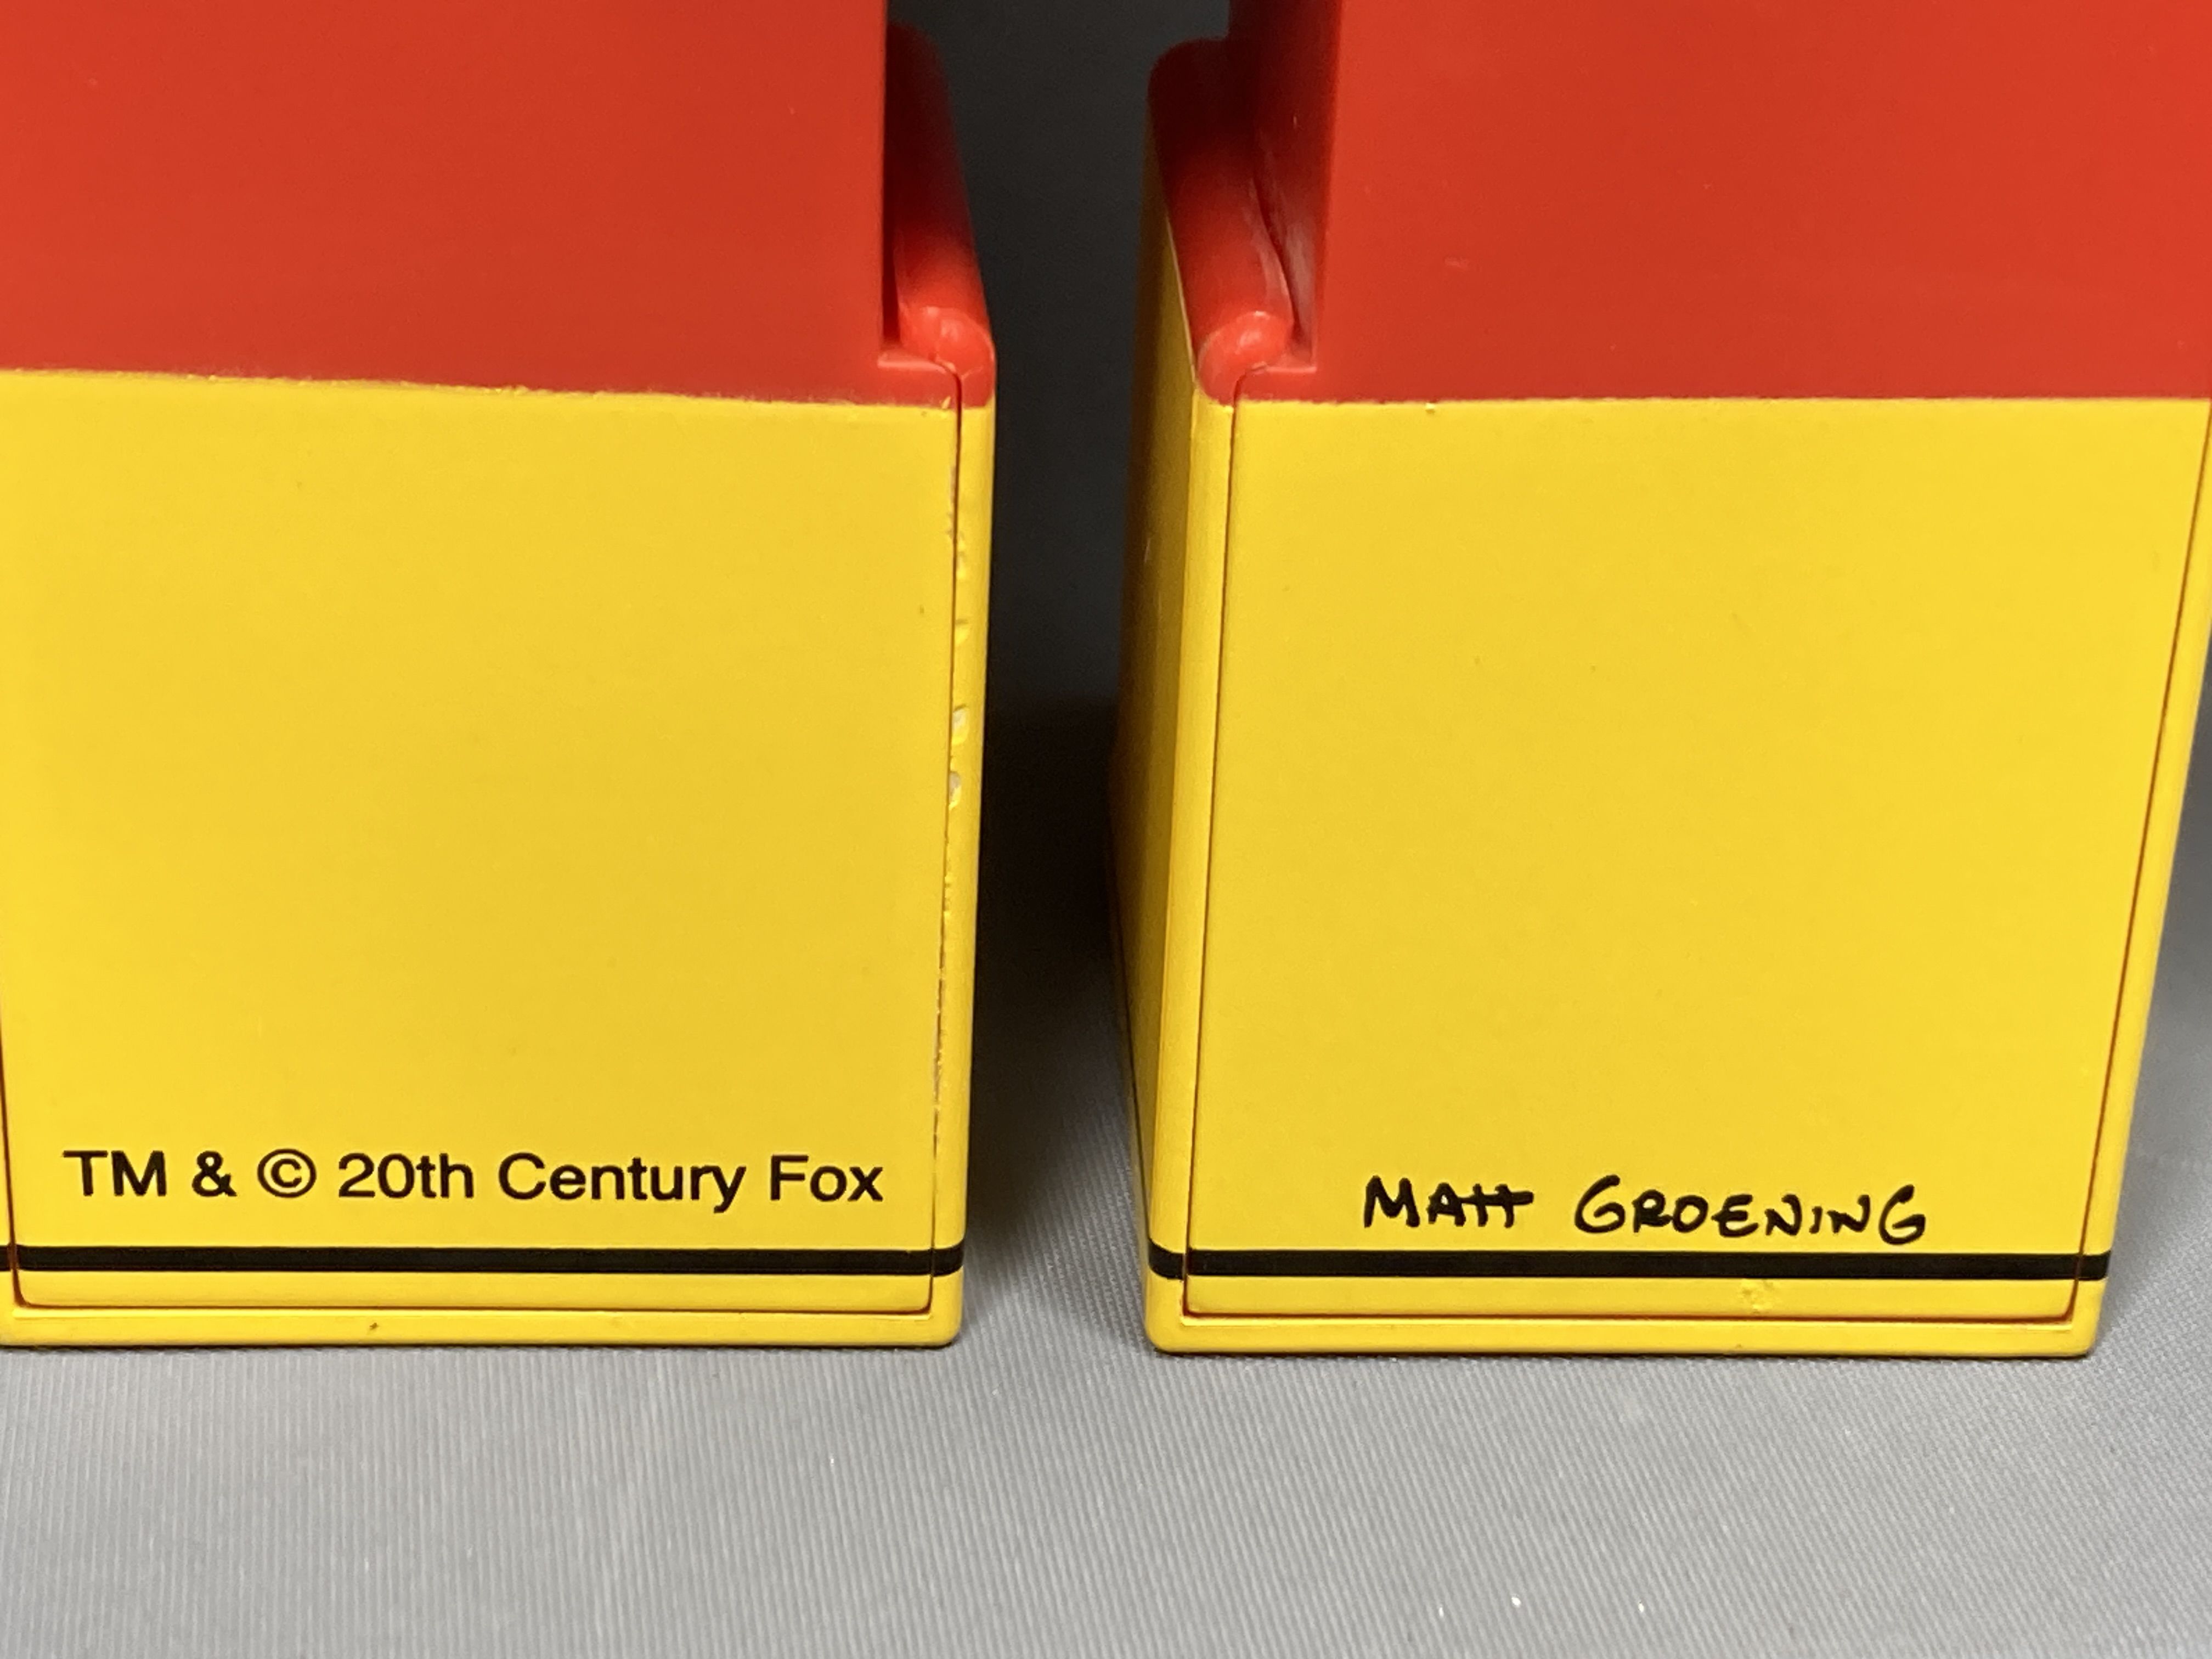 TM & © 20th Century Fox
MATT GROENING